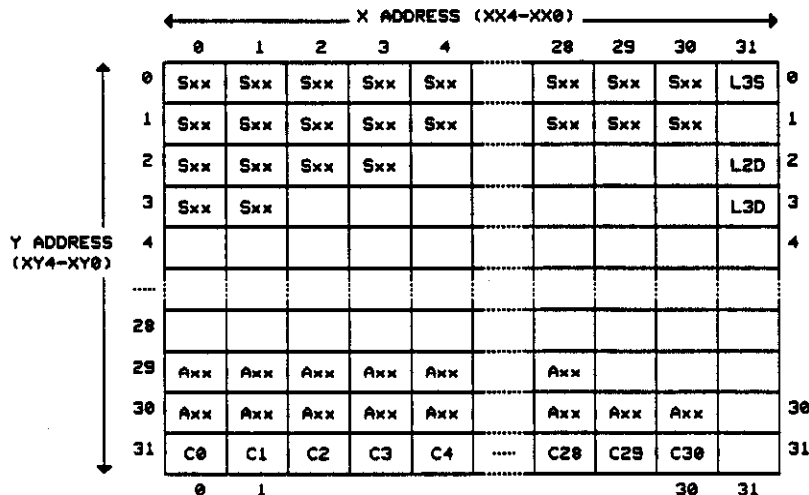 X ADDRESS (XX4-XX0)
0 1 2 3 4 28 29 30 31
0 Sxx Sxx Sxx Sxx Sxx Sxx Sxx Sxx L3S 0
1 Sxx Sxx Sxx Sxx Sxx Sxx Sxx Sxx 1
2 Sxx Sxx Sxx Sxx L2D 2
3 Sxx Sxx L3D 3
Y ADDRESS 4 4
(XY4-XY0)
.....
28
29 Axx Axx Axx Axx Axx Axx
30 Axx Axx Axx Axx Axx Axx Axx Axx 30
31 C0 C1 C2 C3 C4 ..... C28 C29 C30 31
0 1 30 31